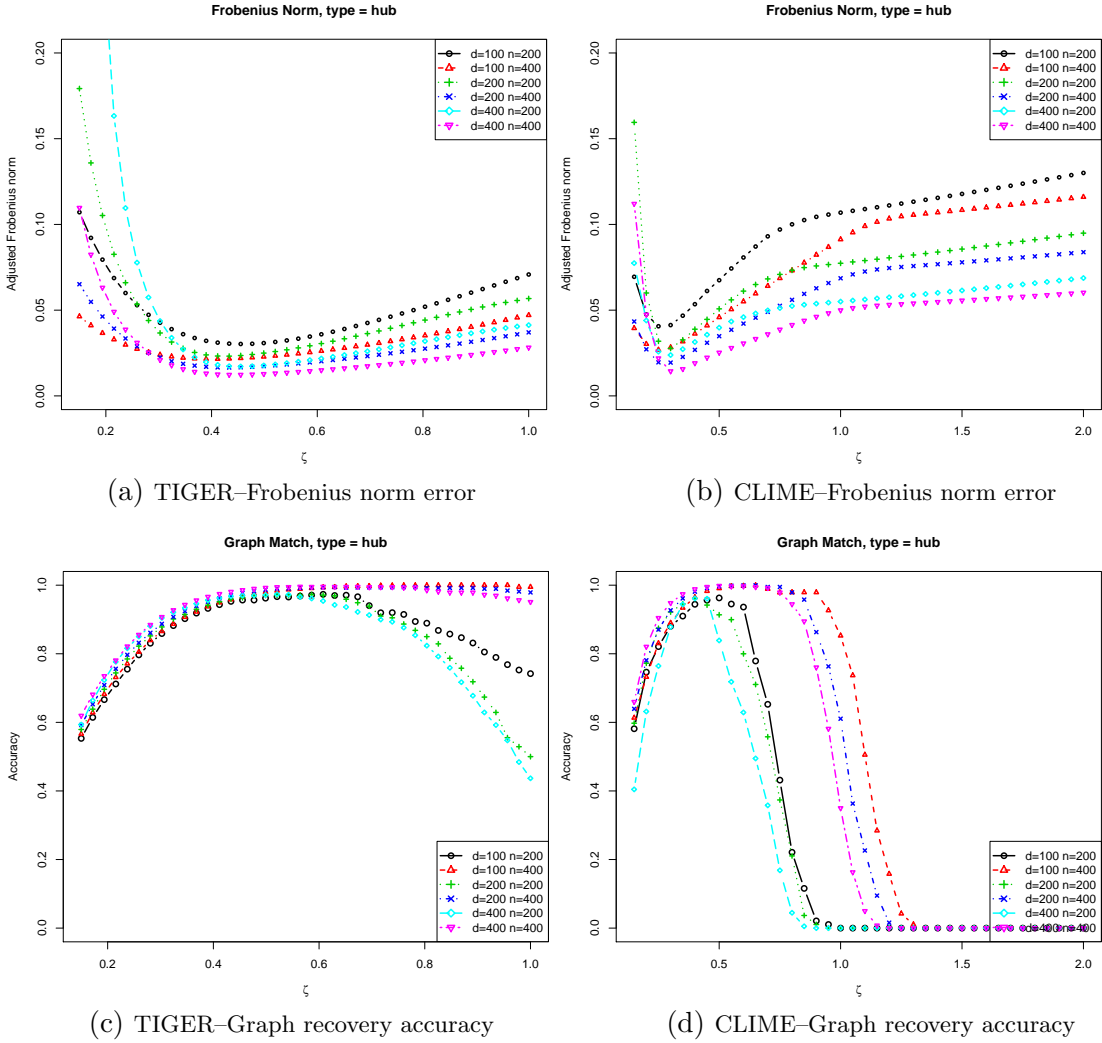 Frobenius Norm, type = hub
Adjusted Frobenius norm
0.00 0.05 0.10 0.15 0.20
d=100 n=200
d=100 n=400
d=200 n=200
d=200 n=400
d=400 n=200
d=400 n=400
0.2 0.4 0.6 0.8 1.0
ζ
(a) TIGER–Frobenius norm error
Frobenius Norm, type = hub
Adjusted Frobenius norm
0.00 0.05 0.10 0.15 0.20
d=100 n=200
d=100 n=400
d=200 n=200
d=200 n=400
d=400 n=200
d=400 n=400
0.5 1.0 1.5 2.0
ζ
(b) CLIME–Frobenius norm error
Graph Match, type = hub
Accuracy
0.0 0.2 0.4 0.6 0.8 1.0
d=100 n=200
d=100 n=400
d=200 n=200
d=200 n=400
d=400 n=200
d=400 n=400
0.2 0.4 0.6 0.8 1.0
ζ
(c) TIGER–Graph recovery accuracy
Graph Match, type = hub
Accuracy
0.0 0.2 0.4 0.6 0.8 1.0
d=100 n=200
d=100 n=400
d=200 n=200
d=200 n=400
d=400 n=200
d=400 n=400
0.5 1.0 1.5 2.0
ζ
(d) CLIME–Graph recovery accuracy